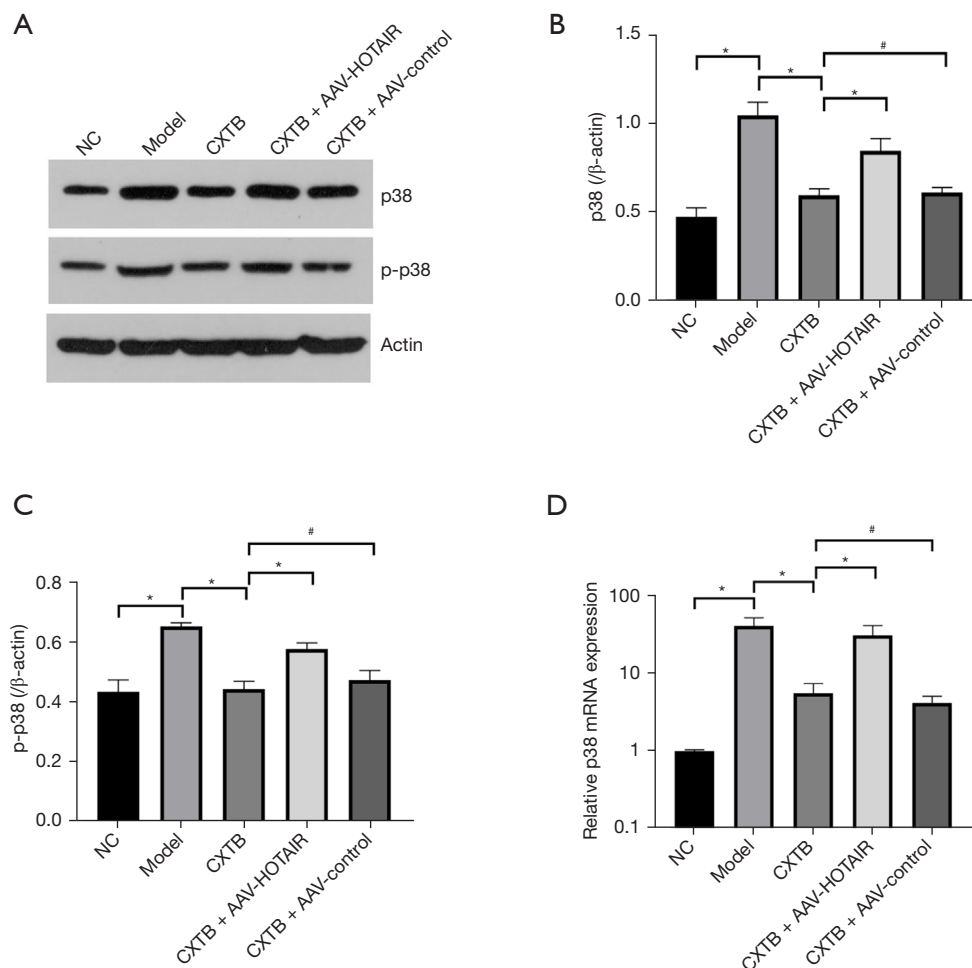 A
NC
Model
CXTB
CXTB + AAV-HOTAIR
CXTB + AAV-control
p38
p-p38
Actin
B
p38 (/β-actin)
1.5
1.0
0.5
0.0
*
*
*
#
NC
Model
CXTB
CXTB + AAV-HOTAIR
CXTB + AAV-control
C
p-p38 (/β-actin)
0.8
0.6
0.4
0.2
0.0
*
*
*
#
NC
Model
CXTB
CXTB + AAV-HOTAIR
CXTB + AAV-control
D
Relative p38 mRNA expression
100
10
1
0.1
*
*
*
#
NC
Model
CXTB
CXTB + AAV-HOTAIR
CXTB + AAV-control